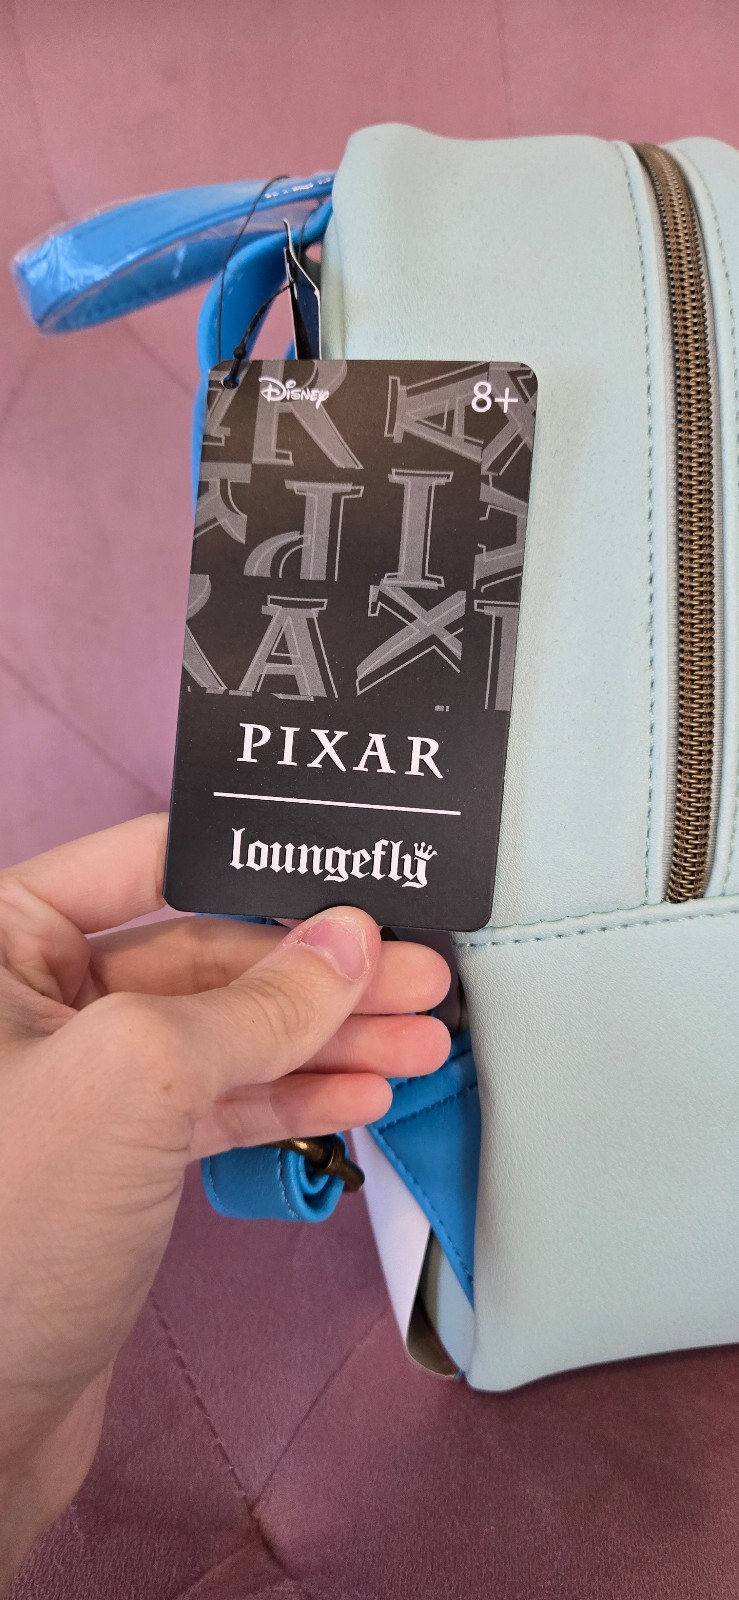 Disney
8+
PIXAR
loungefly